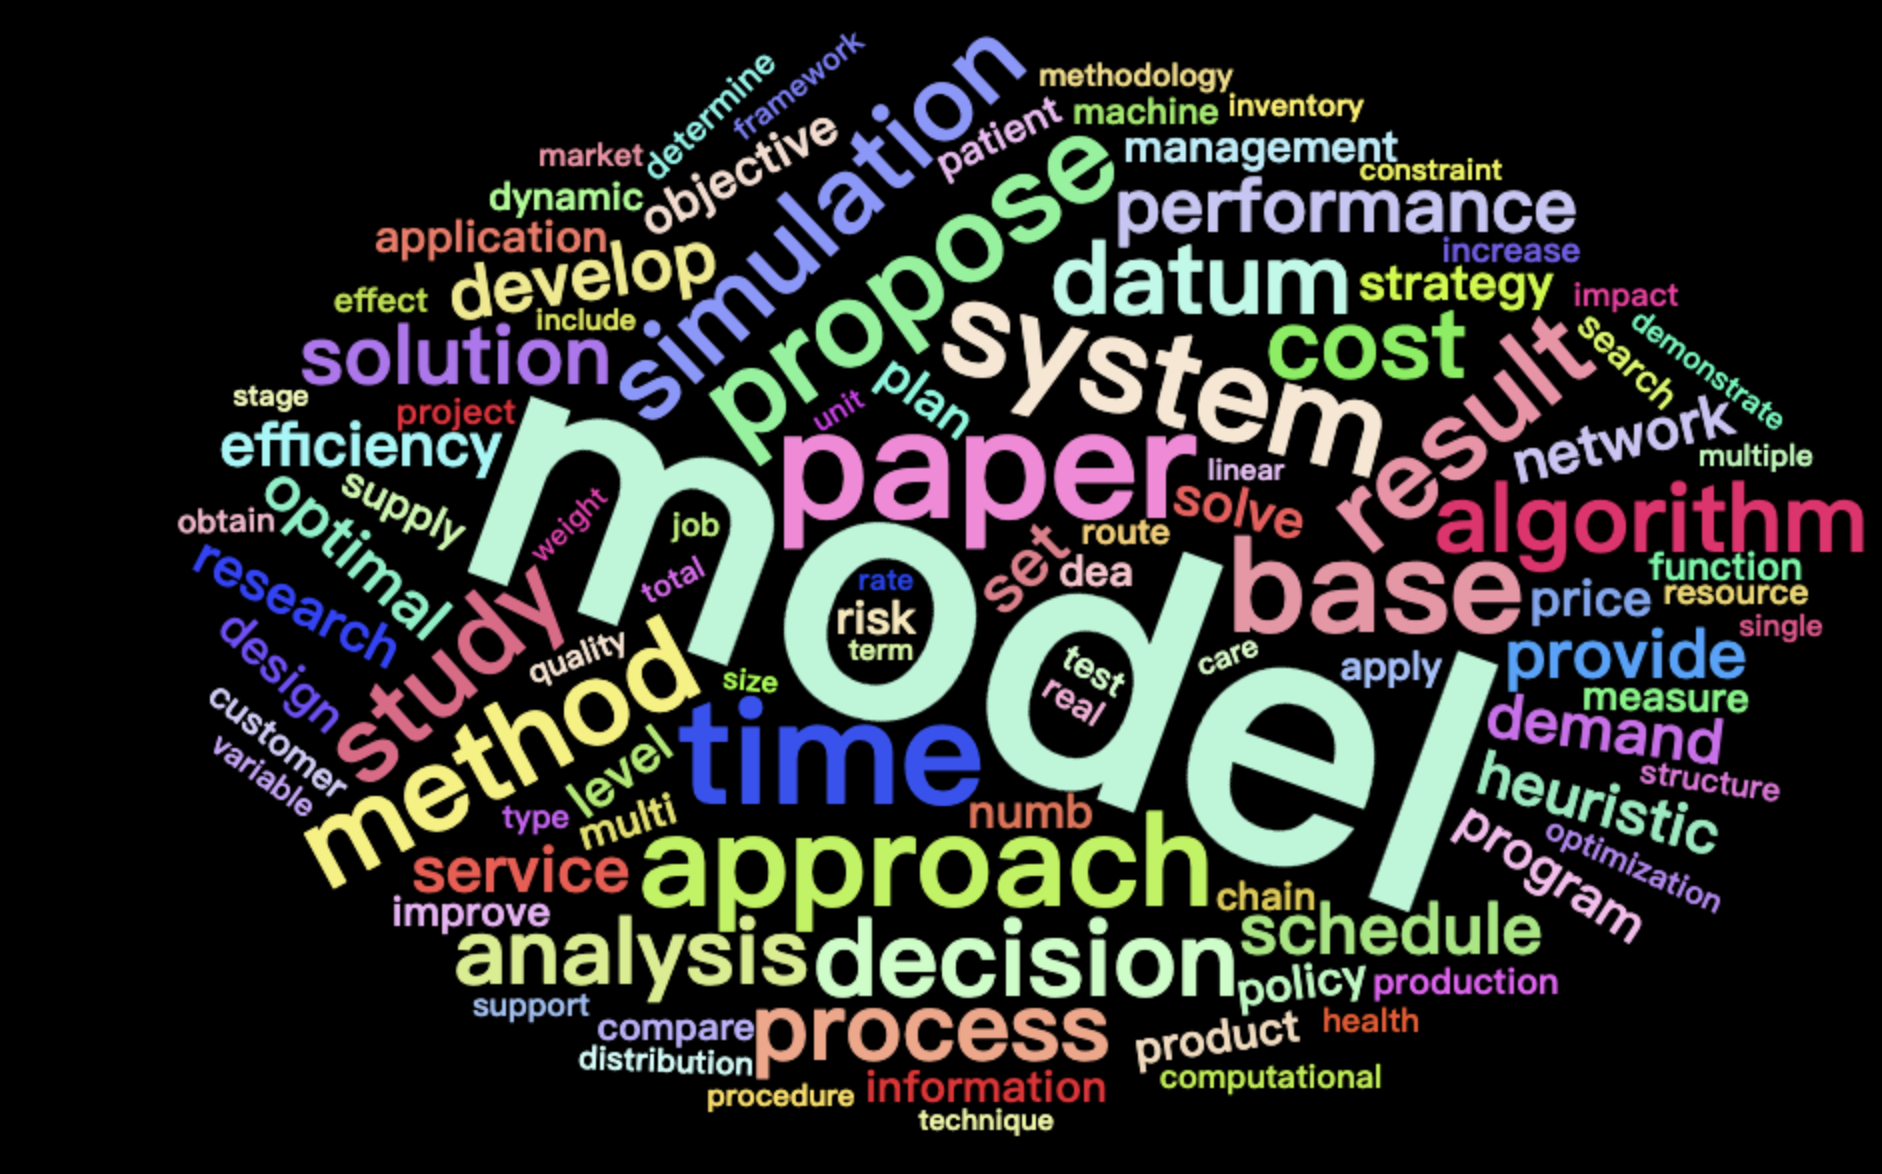 framework
determine
simulation
methodology
machine
inventory
patient
objective
market
management
constraint
dynamic
propose
performance
application
develop
datum
increase
strategy
impact
effect
include
solution
system
cost
result
search
demonstrate
stage
project
unit
plan
network
multiple
efficiency
model
paper
linear
solve
algorithm
supply
optimal
obtain
weight
job
set
route
base
function
research
total
rate
dea
price
resource
risk
single
design
study
quality
term
test
care
apply
provide
customer
method
size
real
measure
variable
level
time
demand
structure
type
multi
numb
heuristic
optimization
program
service
approach
chain
improve
analysis
decision
schedule
support
policy
production
compare
process
product
health
distribution
computational
procedure
information
technique